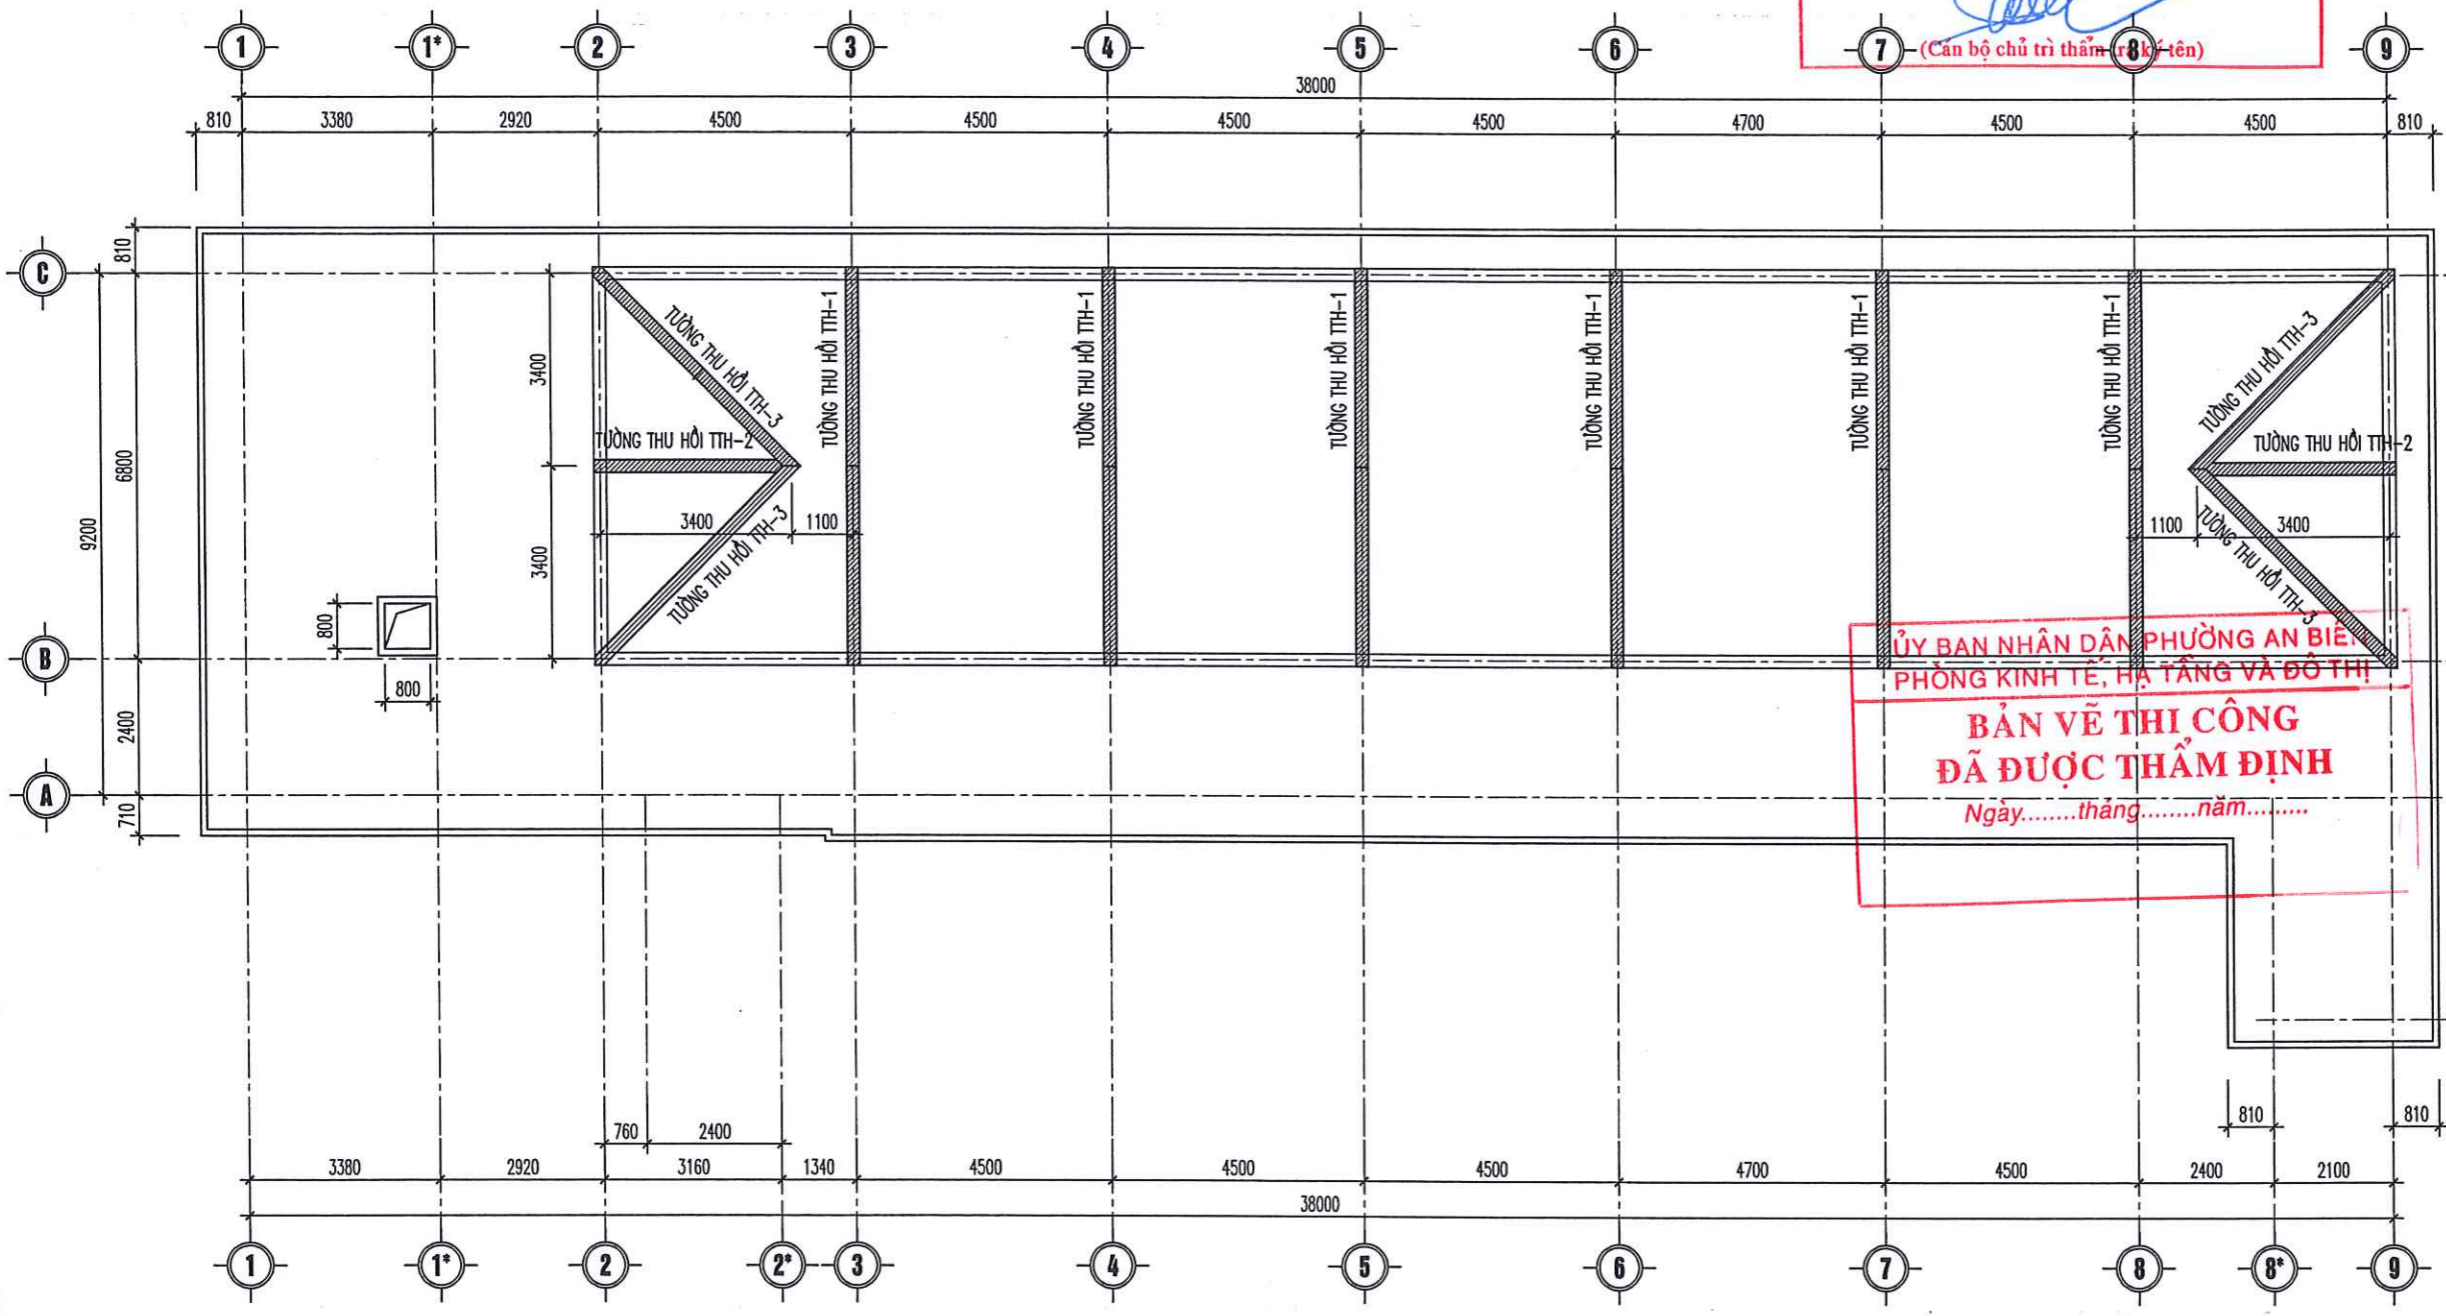 (Cán bộ chủ trì thẩm tra ký tên)
1 1* 2 3 4 5 6 7 8 9
38000
810 3380 2920 4500 4500 4500 4500 4700 4500 4500 810
C
B
A
810
9200
6800
2400
710
3400
3400
800
800
TƯỜNG THU HỒI TTH-3
TƯỜNG THU HỒI TTH-2
TƯỜNG THU HỒI TTH-3
3400 1100
TƯỜNG THU HỒI TTH-1
TƯỜNG THU HỒI TTH-1
TƯỜNG THU HỒI TTH-1
TƯỜNG THU HỒI TTH-1
TƯỜNG THU HỒI TTH-1
TƯỜNG THU HỒI TTH-1
TƯỜNG THU HỒI TTH-3
TƯỜNG THU HỒI TTH-2
TƯỜNG THU HỒI TTH-3
1100 3400
ỦY BAN NHÂN DÂN PHƯỜNG AN BIÊN
PHÒNG KINH TẾ, HẠ TẦNG VÀ ĐÔ THỊ
BẢN VẼ THI CÔNG
ĐÃ ĐƯỢC THẨM ĐỊNH
Ngày........tháng........năm.........
760 2400 810 810
3380 2920 3160 1340 4500 4500 4500 4700 4500 2400 2100
38000
1 1* 2 2* 3 4 5 6 7 8 8* 9